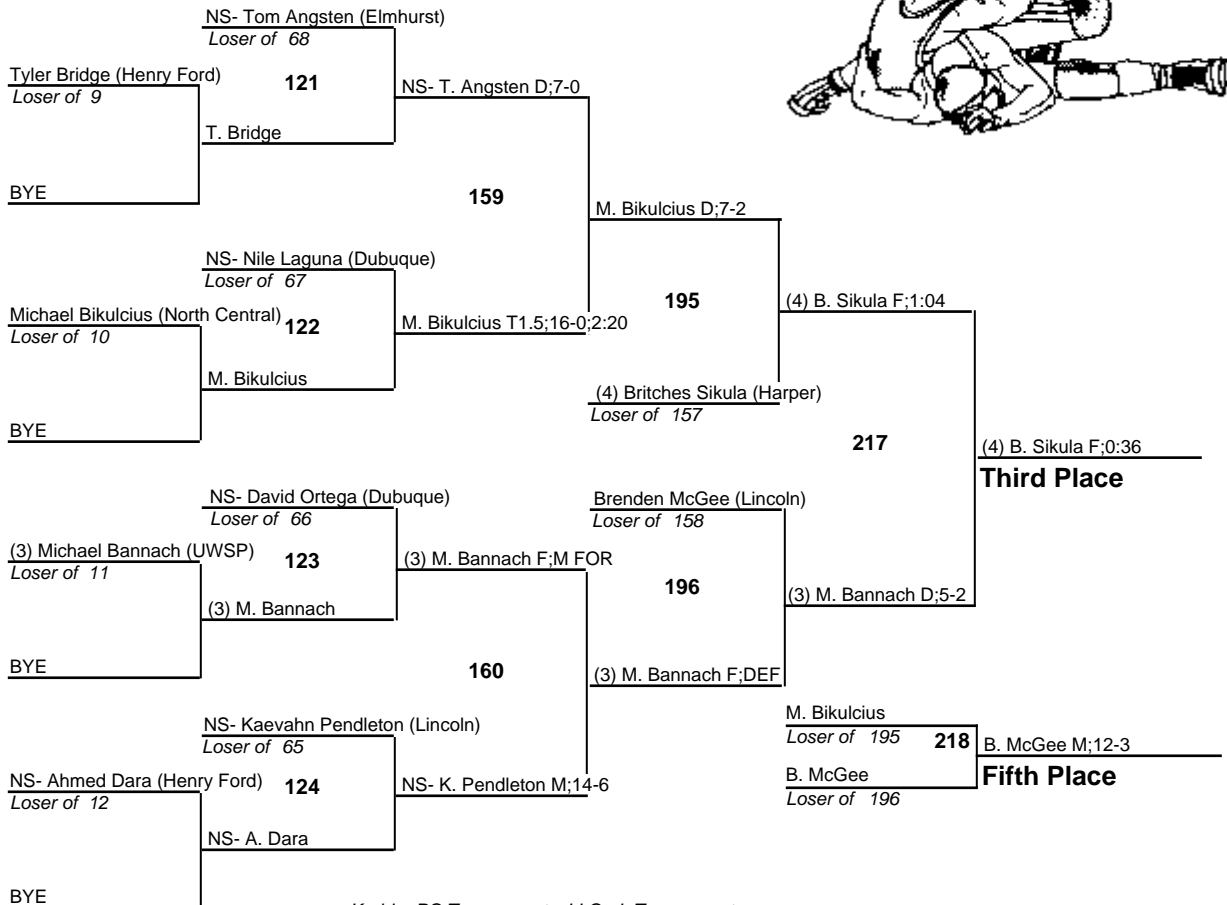 NS- Tom Angsten (Elmhurst)
Loser of 68
Tyler Bridge (Henry Ford)
Loser of 9
121
NS- T. Angsten D;7-0
T. Bridge
BYE
159
M. Bikulcius D;7-2
NS- Nile Laguna (Dubuque)
Loser of 67
Michael Bikulcius (North Central)
Loser of 10
122
M. Bikulcius T1.5;16-0;2:20
195
(4) B. Sikula F;1:04
M. Bikulcius
(4) Britches Sikula (Harper)
Loser of 157
BYE
217
(4) B. Sikula F;0:36
Third Place
NS- David Ortega (Dubuque)
Loser of 66
Brenden McGee (Lincoln)
Loser of 158
(3) Michael Bannach (UWSP)
Loser of 11
123
(3) M. Bannach F;M FOR
196
(3) M. Bannach D;5-2
(3) M. Bannach
BYE
160
(3) M. Bannach F;DEF
NS- Kaevahn Pendleton (Lincoln)
Loser of 65
M. Bikulcius
Loser of 195
218
B. McGee M;12-3
Fifth Place
B. McGee
Loser of 196
NS- Ahmed Dara (Henry Ford)
Loser of 12
124
NS- K. Pendleton M;14-6
NS- A. Dara
BYE